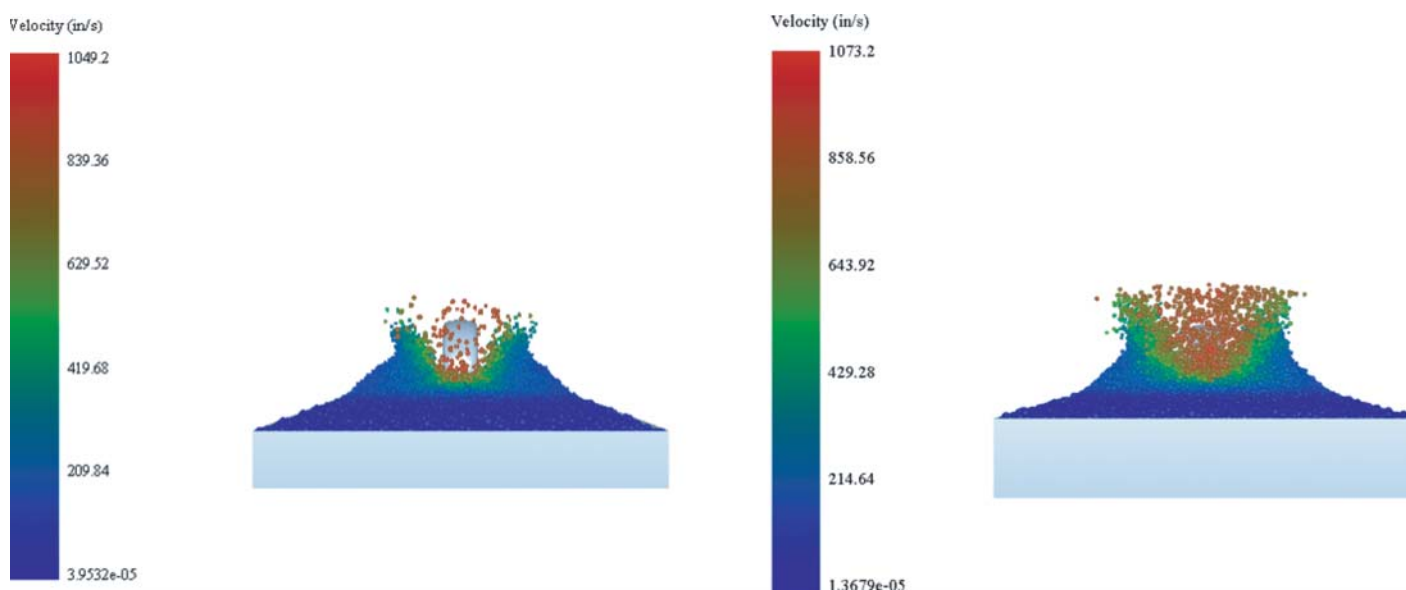 Velocity (in/s)
1049.2
839.36
629.52
419.68
209.84
3.9532e-05
Velocity (in/s)
1073.2
858.56
643.92
429.28
214.64
1.3679e-05